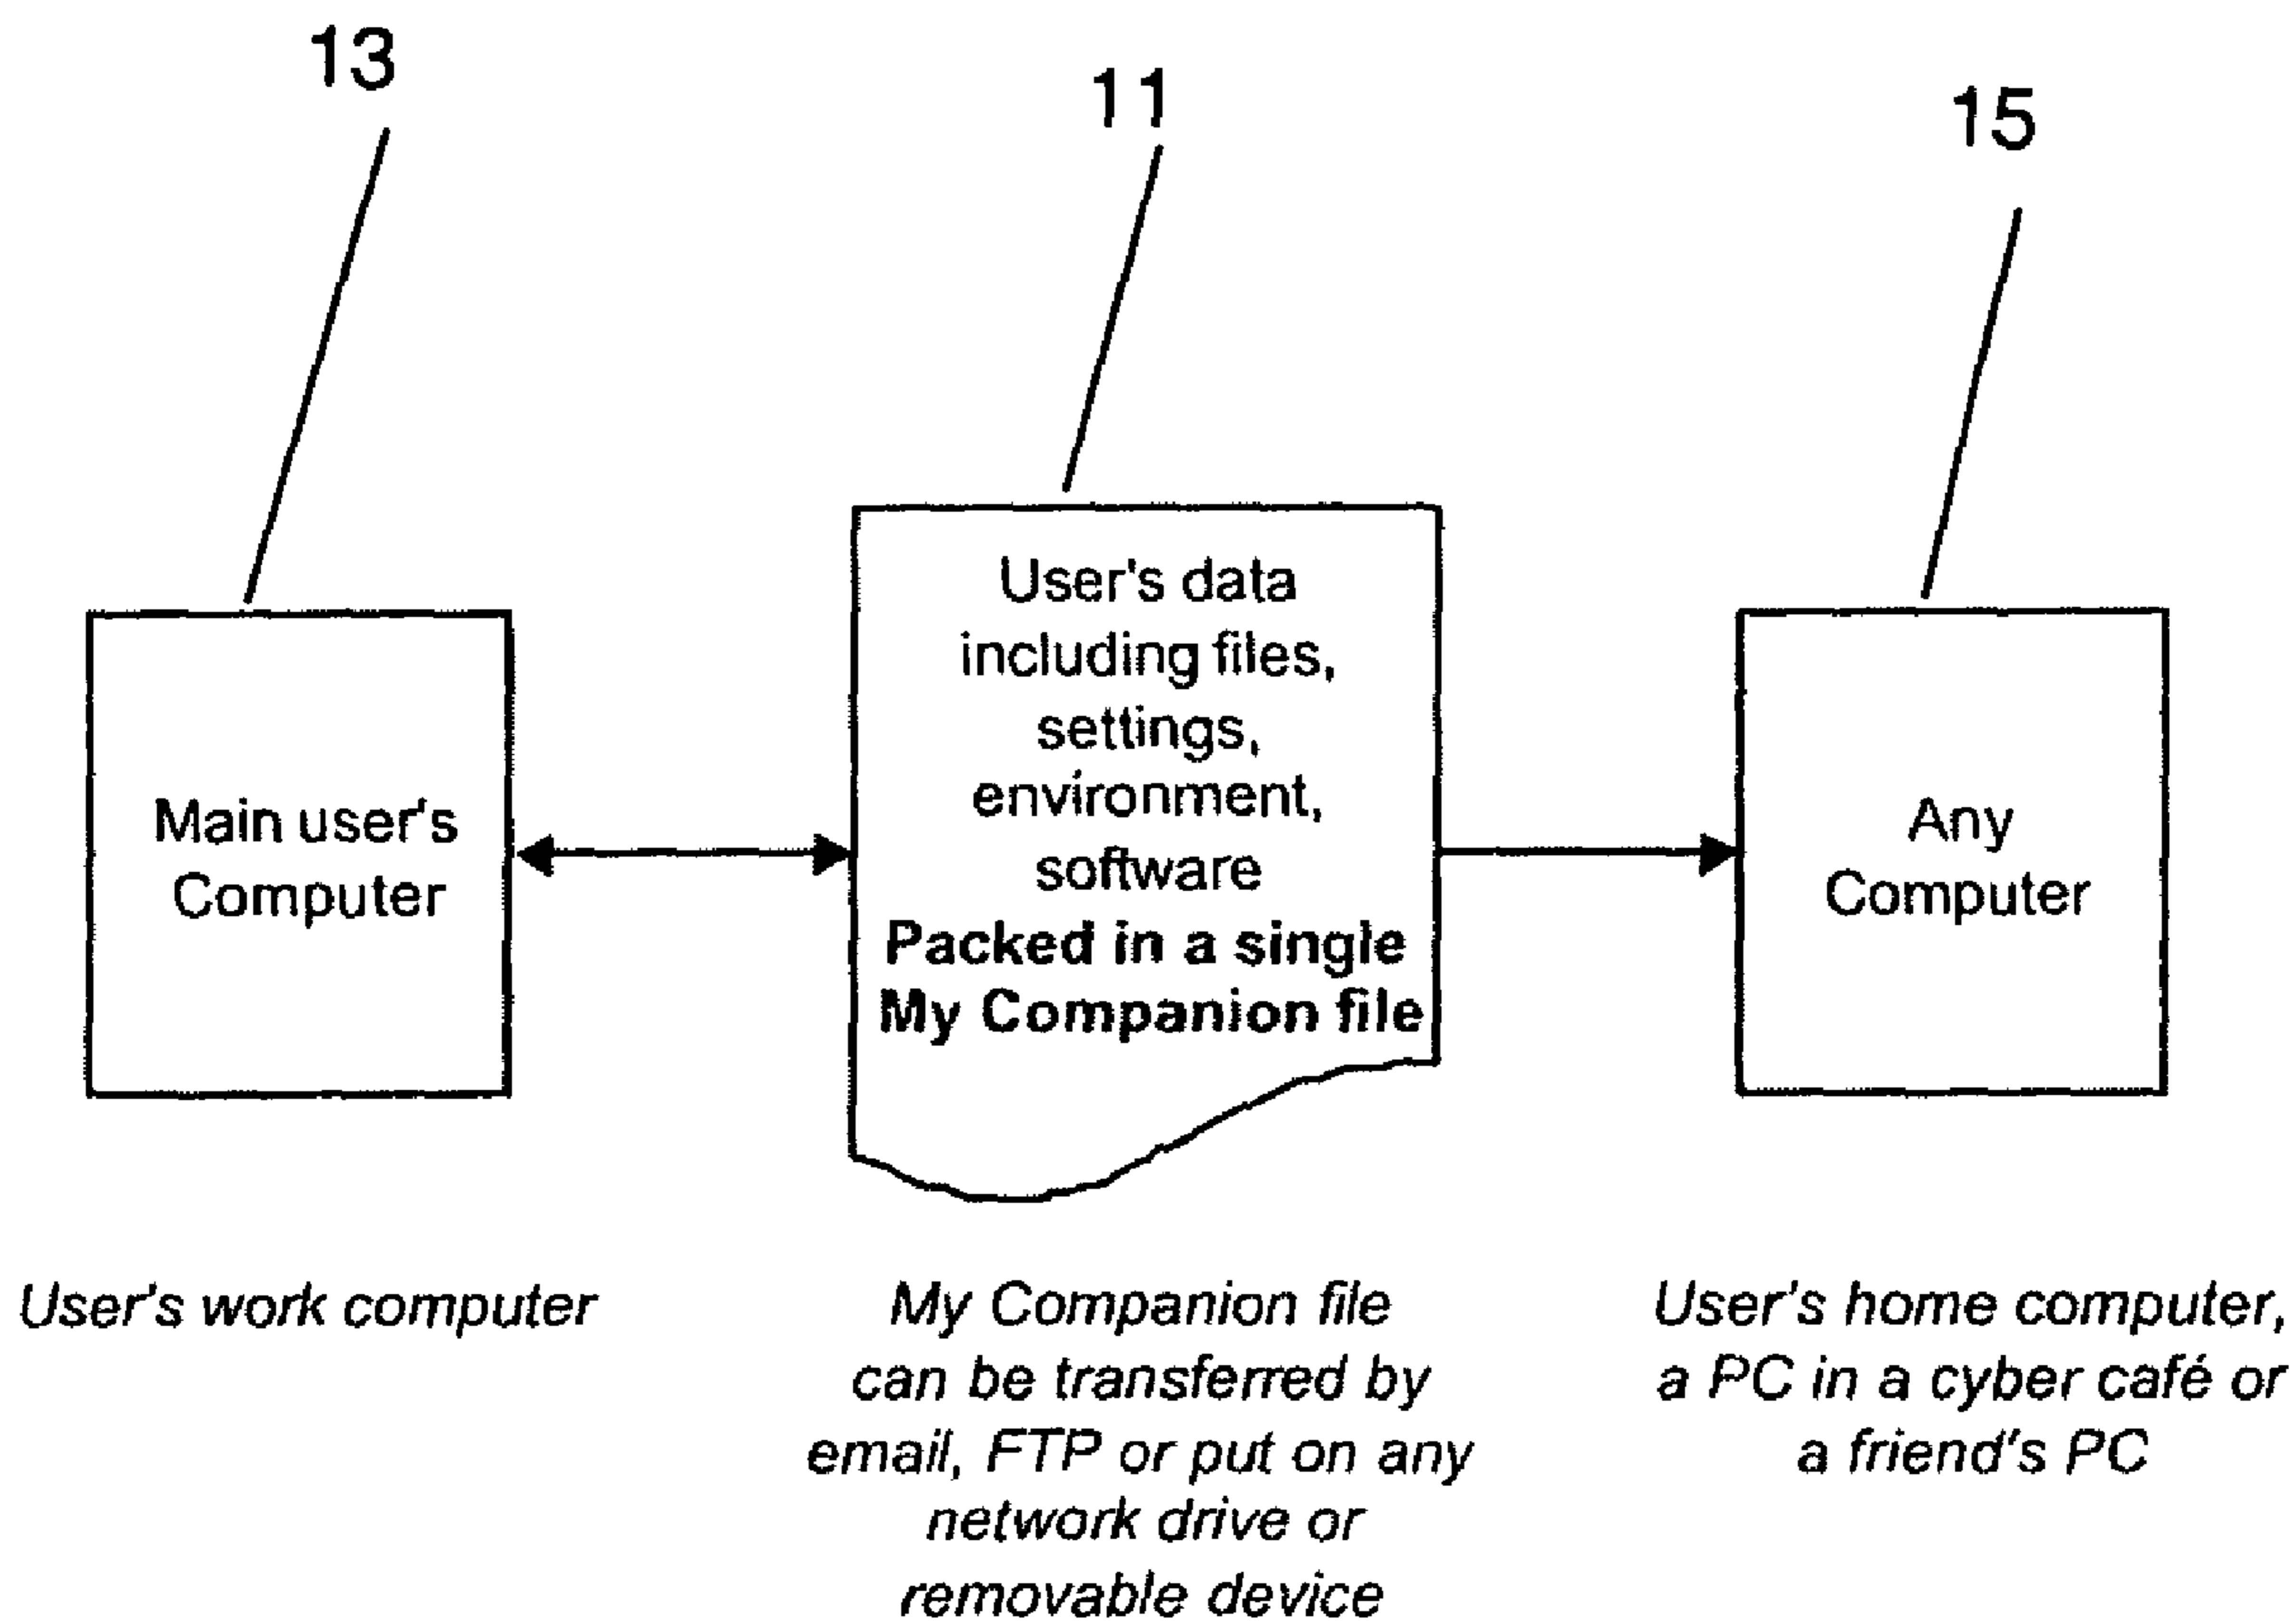 13
11
15
Main user's
Computer
User's data
including files,
settings,
environment,
software
Packed in a single
My Companion file
Any
Computer
User's work computer
My Companion file
can be transferred by
email, FTP or put on any
network drive or
removable device
User's home computer,
a PC in a cyber café or
a friend's PC